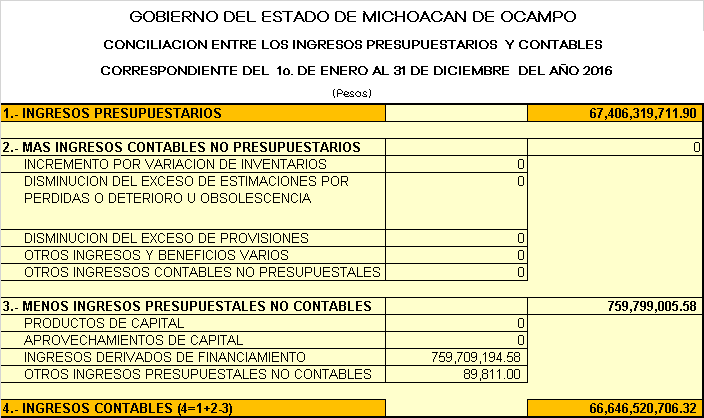 GOBIERNO DEL ESTADO DE MICHOACAN DE OCAMPO
CONCILIACION ENTRE LOS INGRESOS PRESUPUESTARIOS Y CONTABLES
CORRESPONDIENTE DEL 1o. DE ENERO AL 31 DE DICIEMBRE DEL AÑO 2016
(Pesos)
1.- INGRESOS PRESUPUESTARIOS 67,406,319,711.90
2.- MAS INGRESOS CONTABLES NO PRESUPUESTARIOS 0
INCREMENTO POR VARIACION DE INVENTARIOS 0
DISMINUCION DEL EXCESO DE ESTIMACIONES POR 0
PERDIDAS O DETERIORO U OBSOLESCENCIA
DISMINUCION DEL EXCESO DE PROVISIONES 0
OTROS INGRESOS Y BENEFICIOS VARIOS 0
OTROS INGRESSOS CONTABLES NO PRESUPUESTALES 0
3.- MENOS INGRESOS PRESUPUESTALES NO CONTABLES 759,799,005.58
PRODUCTOS DE CAPITAL 0
APROVECHAMIENTOS DE CAPITAL 0
INGRESOS DERIVADOS DE FINANCIAMIENTO 759,709,194.58
OTROS INGRESOS PRESUPUESTALES NO CONTABLES 89,811.00
4.- INGRESOS CONTABLES (4=1+2-3) 66,646,520,706.32